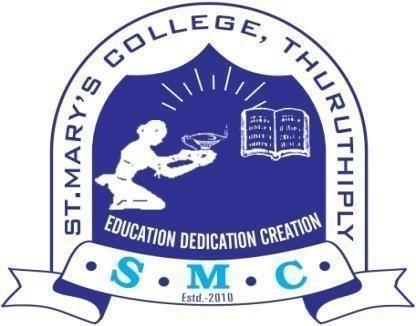 ST.MARY'S COLLEGE, THURUTHIPLY
EDUCATION DEDICATION CREATION
• S • M • C •
Estd.-2010